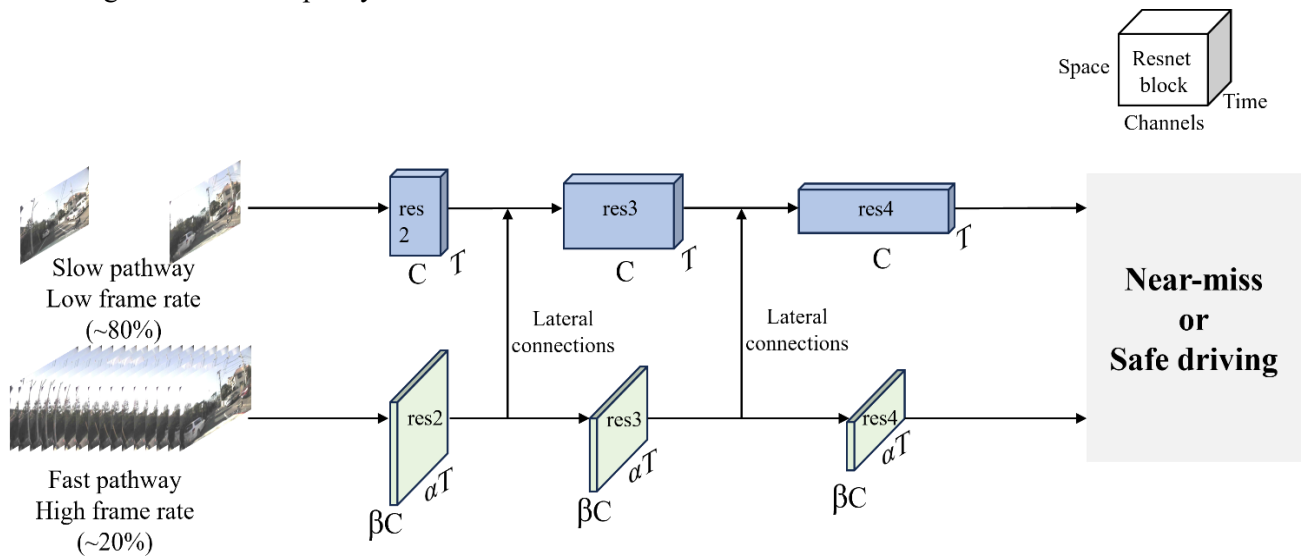 Space
Resnet
block
Time
Channels
res
2
C
T
res3
C
T
res4
C
T
Slow pathway
Low frame rate
(~80%)
Lateral
connections
Lateral
connections
Near-miss
or
Safe driving
res2
αT
βC
res3
αT
βC
res4
αT
βC
Fast pathway
High frame rate
(~20%)